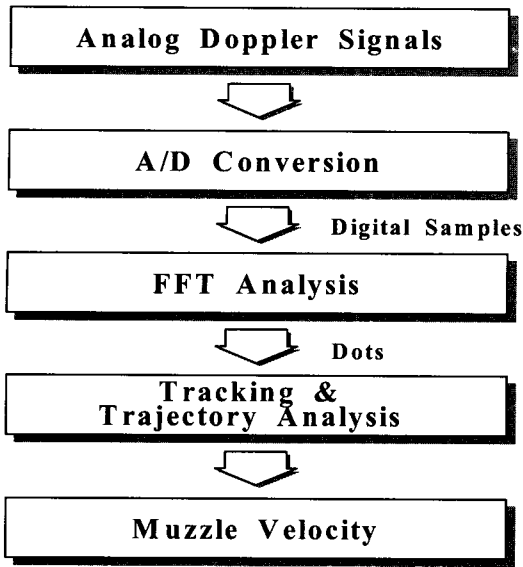 Analog Doppler Signals
A/D Conversion
Digital Samples
FFT Analysis
Dots
Tracking &
Trajectory Analysis
Muzzle Velocity